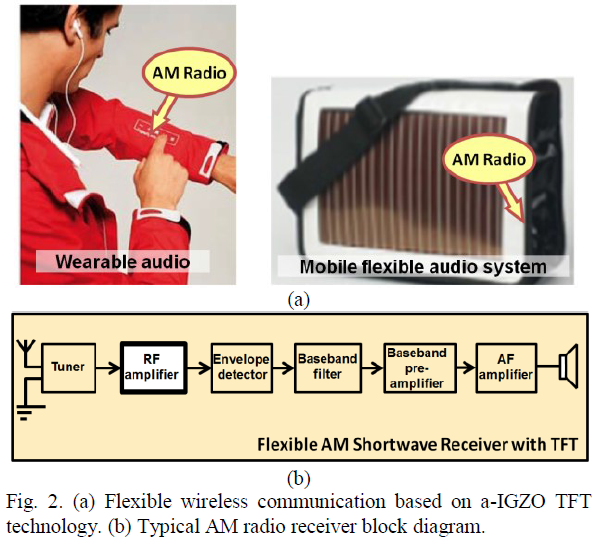 AM Radio
AM Radio
Wearable audio
Mobile flexible audio system
(a)
Tuner
RF
amplifier
Envelope
detector
Baseband
filter
Baseband
pre-
amplifier
AF
amplifier
Flexible AM Shortwave Receiver with TFT
(b)
Fig. 2. (a) Flexible wireless communication based on a-IGZO TFT
technology. (b) Typical AM radio receiver block diagram.